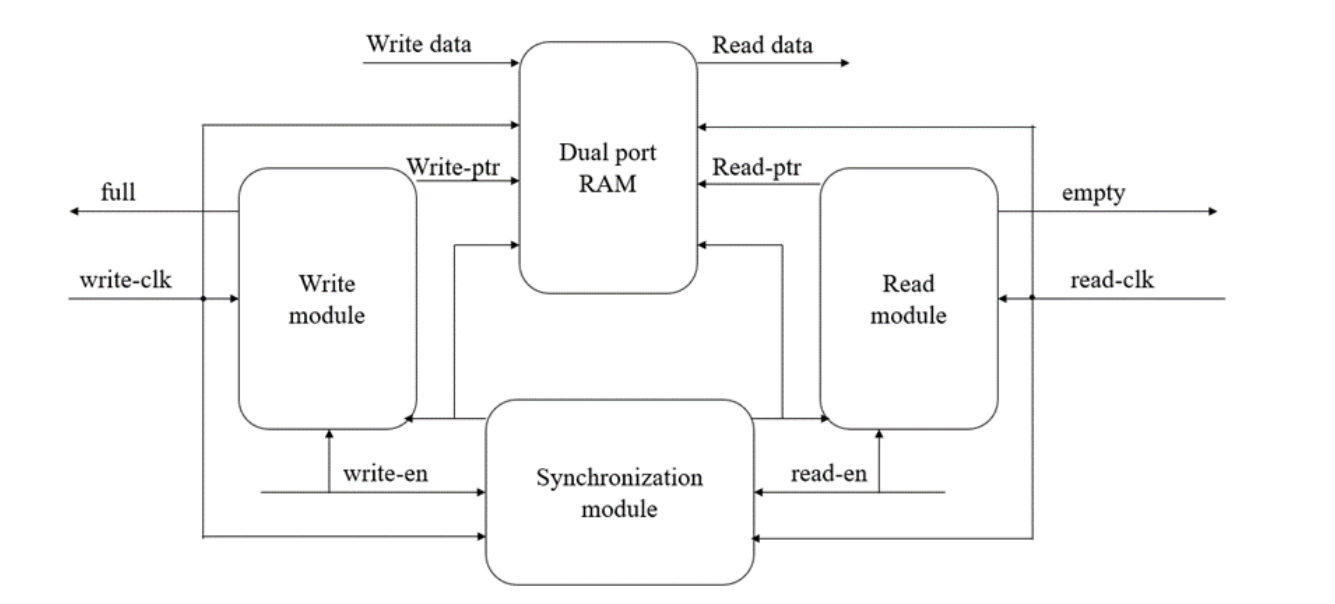 Write data
Read data
Dual port
RAM
Write-ptr
Read-ptr
full
empty
write-clk
Write
module
Read
module
read-clk
write-en
Synchronization
module
read-en